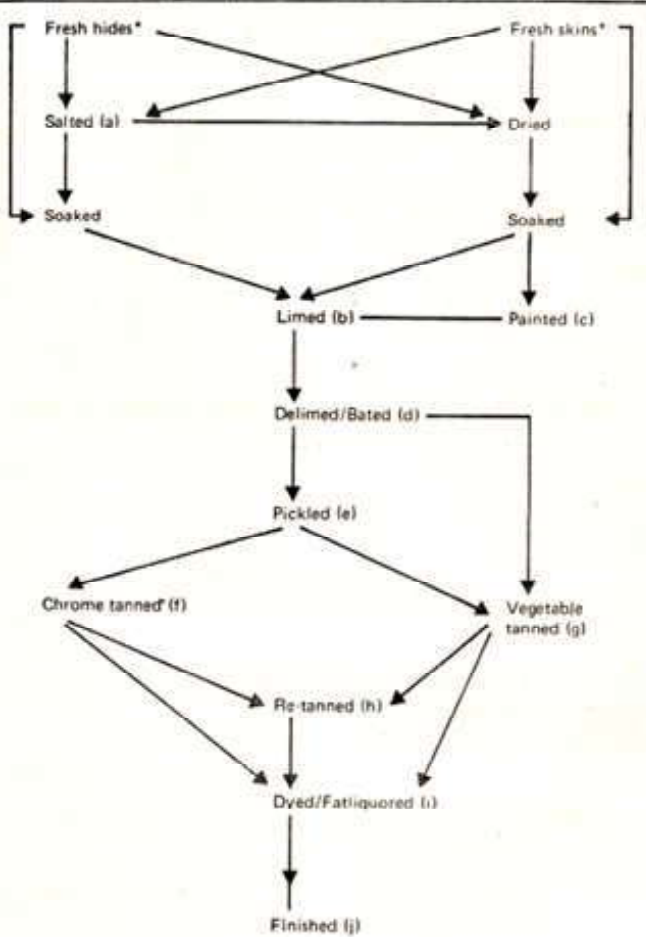 Fresh hides*
Fresh skins*
Salted (a)
Dried
Soaked
Soaked
Limed (b)
Painted (c)
Delimed/Bated (d)
Pickled (e)
Chrome tanned* (f)
Vegetable
tanned (g)
Re-tanned (h)
Dyed/Fatliquored (i)
Finished (j)